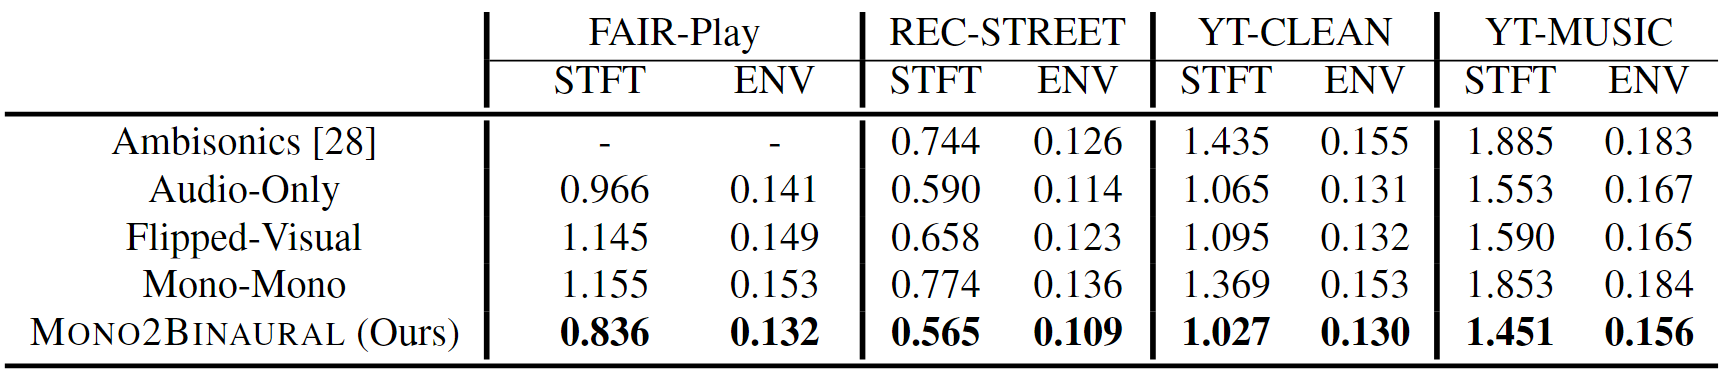 FAIR-Play REC-STREET YT-CLEAN YT-MUSIC
STFT ENV STFT ENV STFT ENV STFT ENV
Ambisonics [28] - - 0.744 0.126 1.435 0.155 1.885 0.183
Audio-Only 0.966 0.141 0.590 0.114 1.065 0.131 1.553 0.167
Flipped-Visual 1.145 0.149 0.658 0.123 1.095 0.132 1.590 0.165
Mono-Mono 1.155 0.153 0.774 0.136 1.369 0.153 1.853 0.184
MONO2BINAURAL (Ours) 0.836 0.132 0.565 0.109 1.027 0.130 1.451 0.156